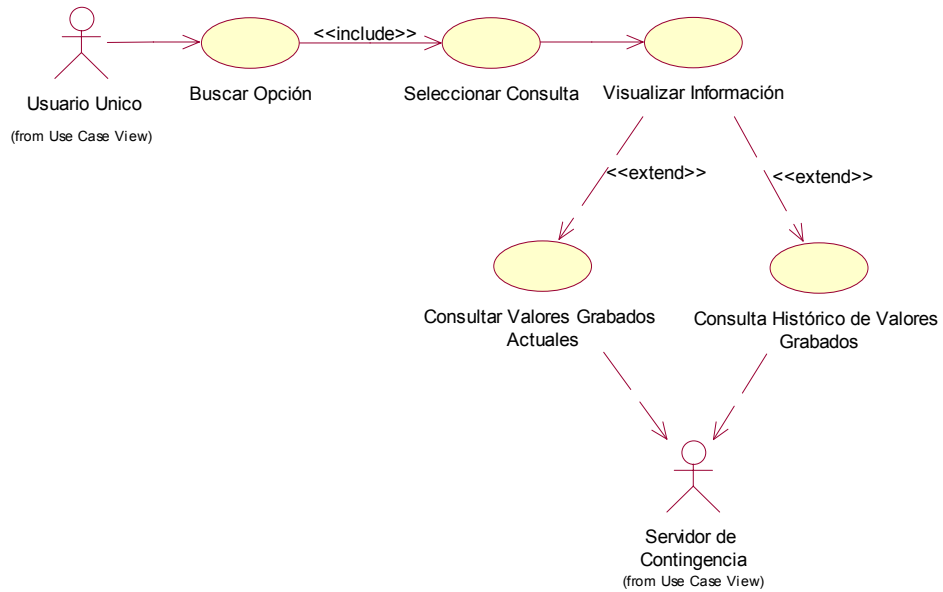 <<include>>
Usuario Unico
(from Use Case View)
Buscar Opción
Seleccionar Consulta
Visualizar Información
<<extend>>
<<extend>>
Consultar Valores Grabados
Actuales
Consulta Histórico de Valores
Grabados
Servidor de
Contingencia
(from Use Case View)